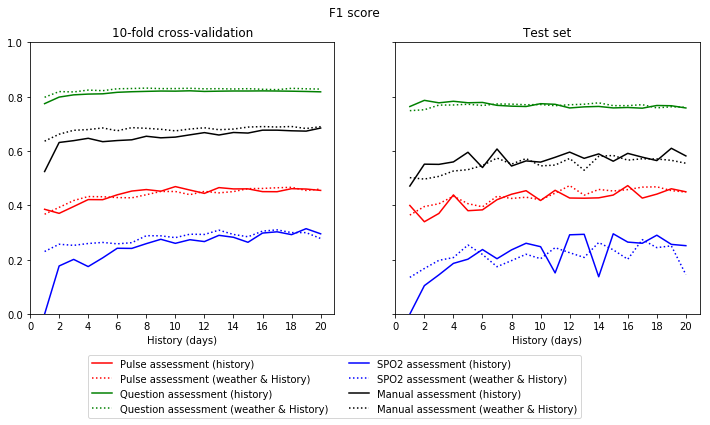 F1 score
10-fold cross-validation
Test set
1.0
0.8
0.6
0.4
0.2
0.0
0 2 4 6 8 10 12 14 16 18 20
0 2 4 6 8 10 12 14 16 18 20
History (days)
History (days)
Pulse assessment (history)
Pulse assessment (weather & History)
Question assessment (history)
Question assessment (weather & History)
SPO2 assessment (history)
SPO2 assessment (weather & History)
Manual assessment (history)
Manual assessment (weather & History)